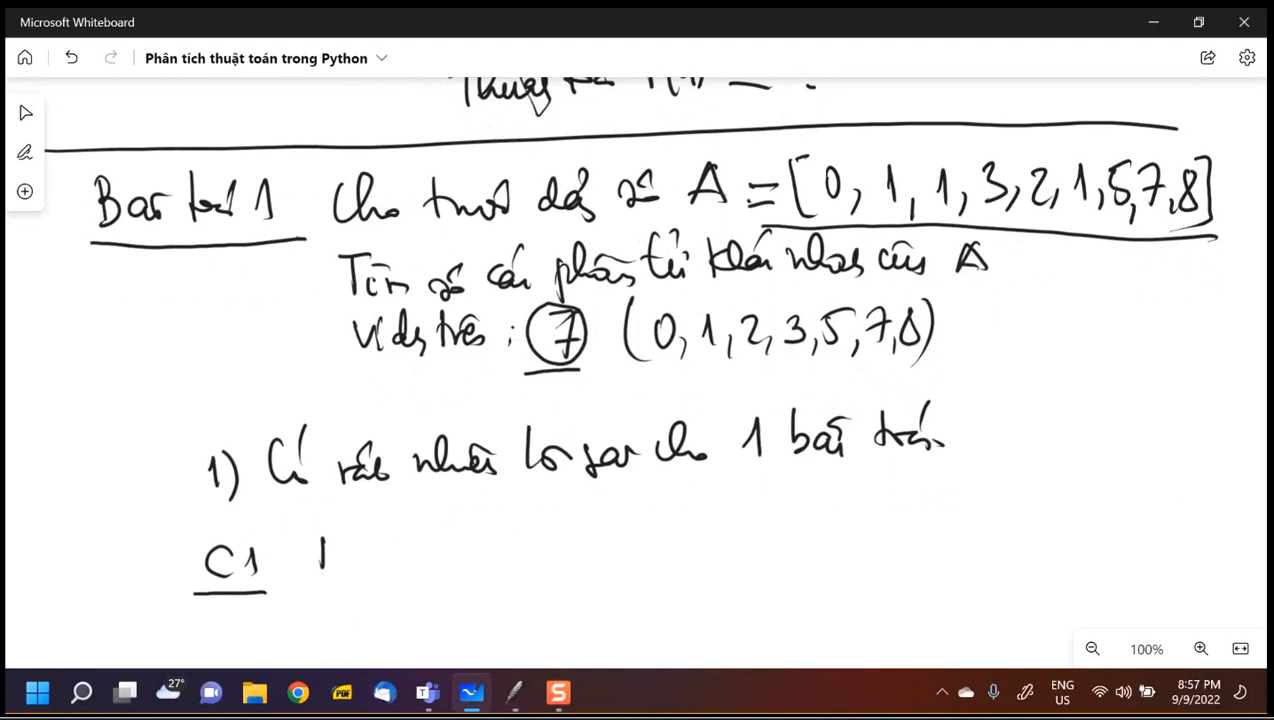 Microsoft Whiteboard
Phân tích thuật toán trong Python
Bài toán 1 Cho trước dãy số A = [0, 1, 1, 3, 2, 1, 5, 7, 8]
Tìm số các phần tử khác nhau của A
Ví dụ trên : 7 (0, 1, 2, 3, 5, 7, 8)
1) Có rất nhiều lời giải cho 1 bài toán
C1
100%
27°
ENG
US
8:57 PM
9/9/2022